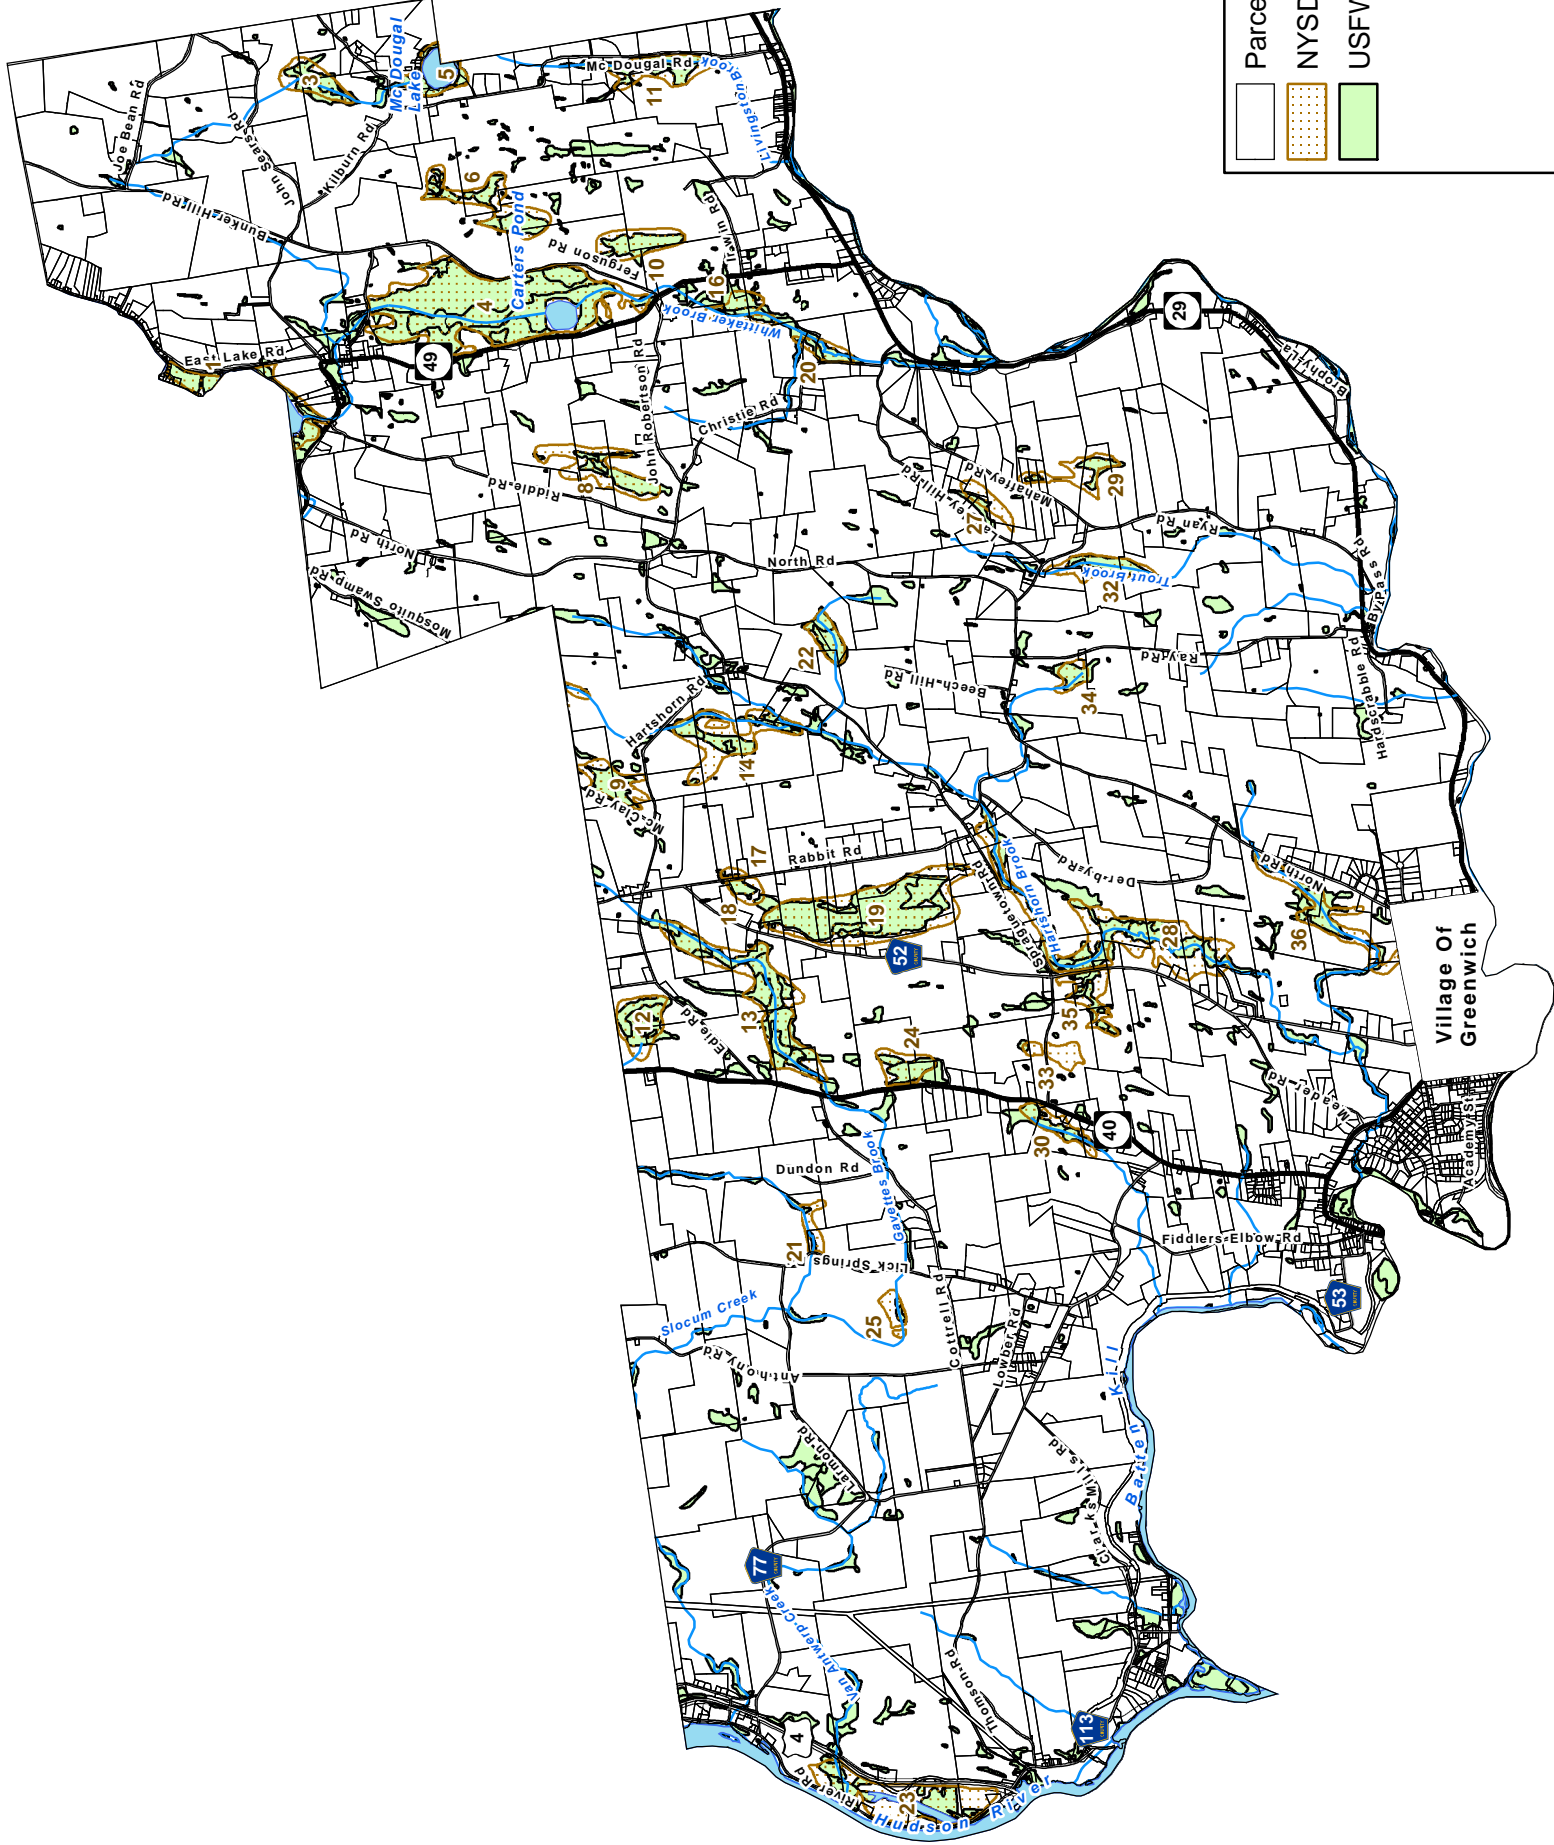 Joe Bean Rd
John Sears Rd
Kilburn Rd
Bunker Hill Rd
3
Mc Dougal
Lake
5
Mc Dougal Rd
11
Livingston Brook
6
Carters Pond
4
Ferguson Rd
10
Irwin Rd
16
Whittaker Brook
East Lake Rd
1
49
20
John Robertson Rd
Christie Rd
8
Riddle Rd
North Rd
Mosquito Swamp Rd
North Rd
27
Mahaffey Rd
29
29
Brophy La
Ryan Rd
Trout Brook
32
By Pass Rd
Ray Rd
Hardscrabble Rd
34
22
Beech Hill Rd
Hartshorn Rd
14
9
Mc Clay Rd
17
Rabbit Rd
18
19
52
Spraguetown Rd
Hartshorn Brook
Derby Rd
28
North Rd
36
Village Of
Greenwich
12
Edie Rd
13
24
35
33
30
40
Meader Rd
Academy St
Dundon Rd
Gavettes Brook
21
Lick Springs
25
Cottrell Rd
Lowber Rd
Fiddlers Elbow Rd
53
Slocum Creek
Anthony Rd
Larmon Rd
Batten Kill
Clarks Mills Rd
77
Van Antwerp Creek
Thomson Rd
113
4
River Rd
23
Hudson River
Parce
NYSD
USFW